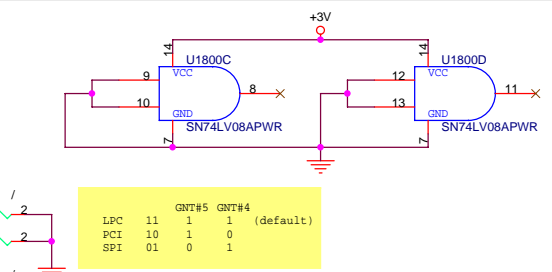 +3V
14
14
U1800C
U1800D
VCC
VCC
9
8
12
11
10
13
GND
GND
SN74LV08APWR
SN74LV08APWR
7
7
/
2
2
GNT#5 GNT#4
LPC 11 1 1 (default)
PCI 10 1 0
SPI 01 0 1